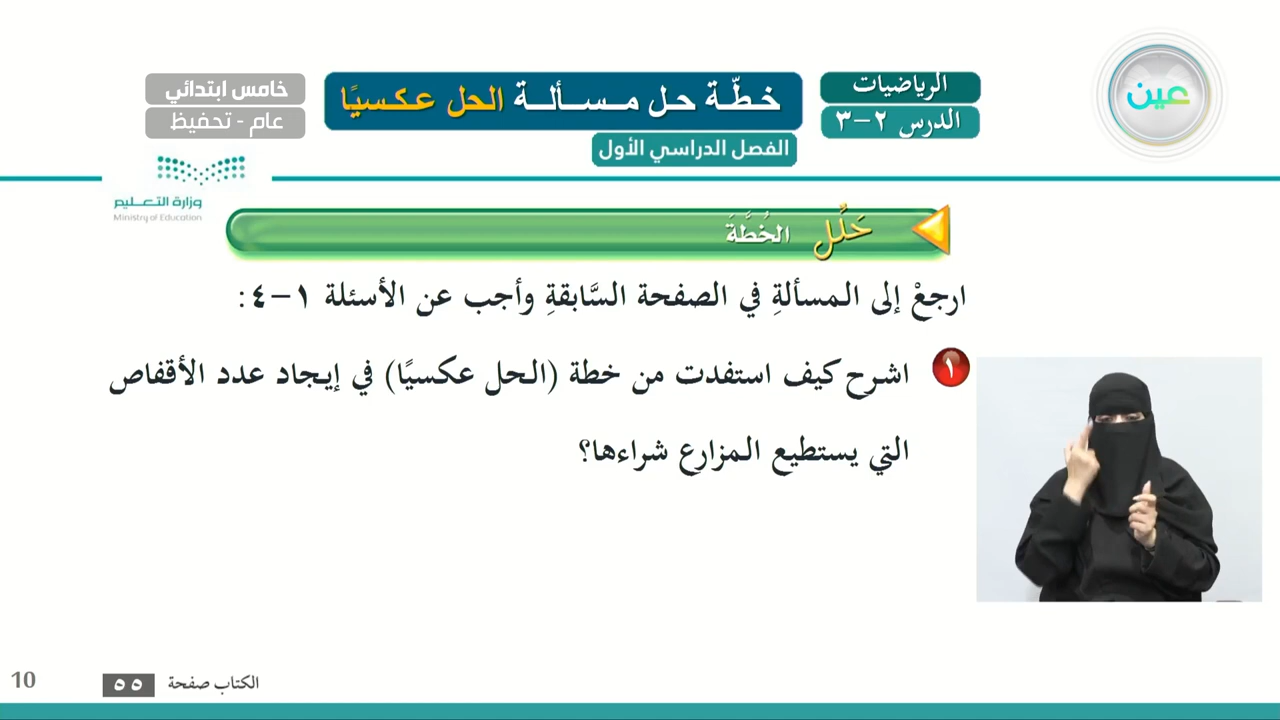 عين
الرياضيات
الدرس ٢-٣
خطّة حل مسألة الحل عكسيًا
الفصل الدراسي الأول
خامس ابتدائي
عام - تحفيظ
وزارة التعليم
Ministry of Education
حَلِّلِ الخُطَّةَ
ارجعْ إلى المسألةِ في الصفحة السَّابقةِ وأجب عن الأسئلة ١-٤:
١ اشرح كيف استفدت من خطة (الحل عكسيًا) في إيجاد عدد الأقفاص
التي يستطيع المزارع شراءها؟
الكتاب صفحة ٥٥
10